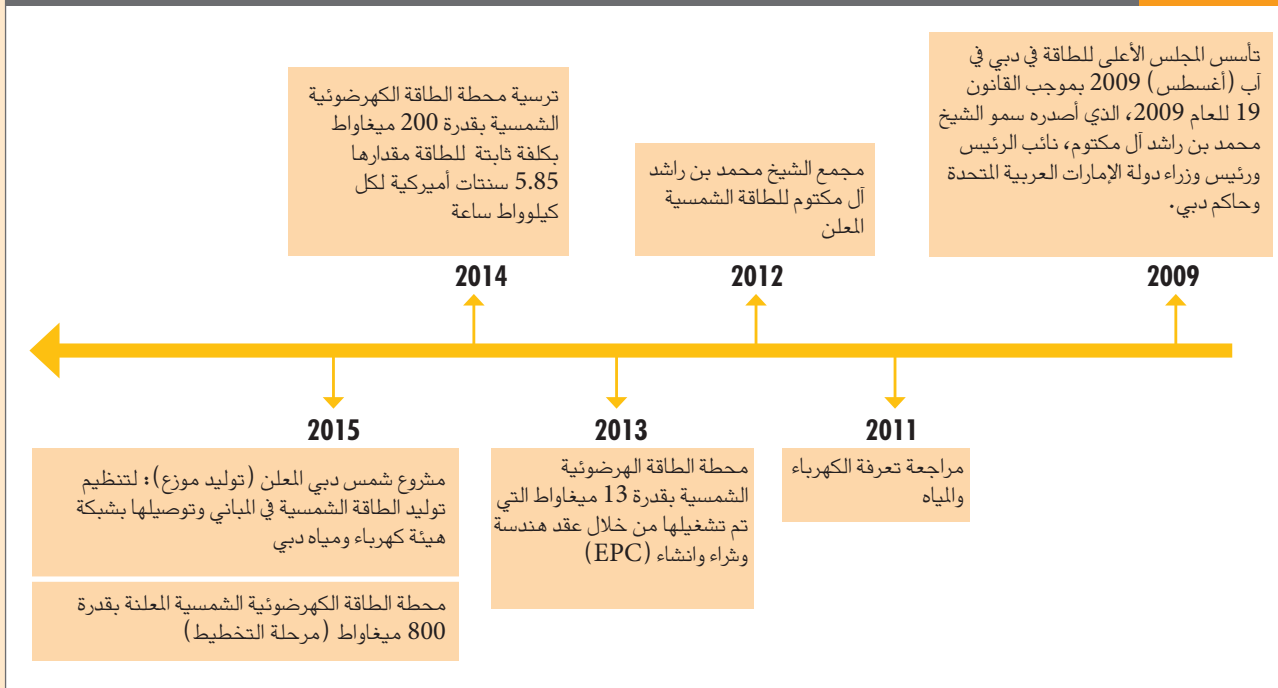 تأسس المجلس الأعلى للطاقة في دبي في
آب (أغسطس) 2009 بموجب القانون
19 للعام 2009، الذي أصدره سمو الشيخ
محمد بن راشد آل مكتوم، نائب الرئيس
ورئيس وزراء دولة الإمارات العربية المتحدة
وحاكم دبي.
2009
مراجعة تعرفة الكهرباء
والمياه
2011
مجمع الشيخ محمد بن راشد
آل مكتوم للطاقة الشمسية
المعلن
2012
2013
محطة الطاقة الهرضوئية
الشمسية بقدرة 13 ميغاواط التي
تم تشغيلها من خلال عقد هندسة
وشراء وانشاء (EPC)
ترسية محطة الطاقة الكهرضوئية
الشمسية بقدرة 200 ميغاواط
بكلفة ثابتة للطاقة مقدارها
5.85 سنتات أميركية لكل
كيلوواط ساعة
2014
2015
مشروع شمس دبي المعلن (توليد موزع): لتنظيم
توليد الطاقة الشمسية في المباني وتوصيلها بشبكة
هيئة كهرباء ومياه دبي
محطة الطاقة الكهرضوئية الشمسية المعلنة بقدرة
800 ميغاواط (مرحلة التخطيط)